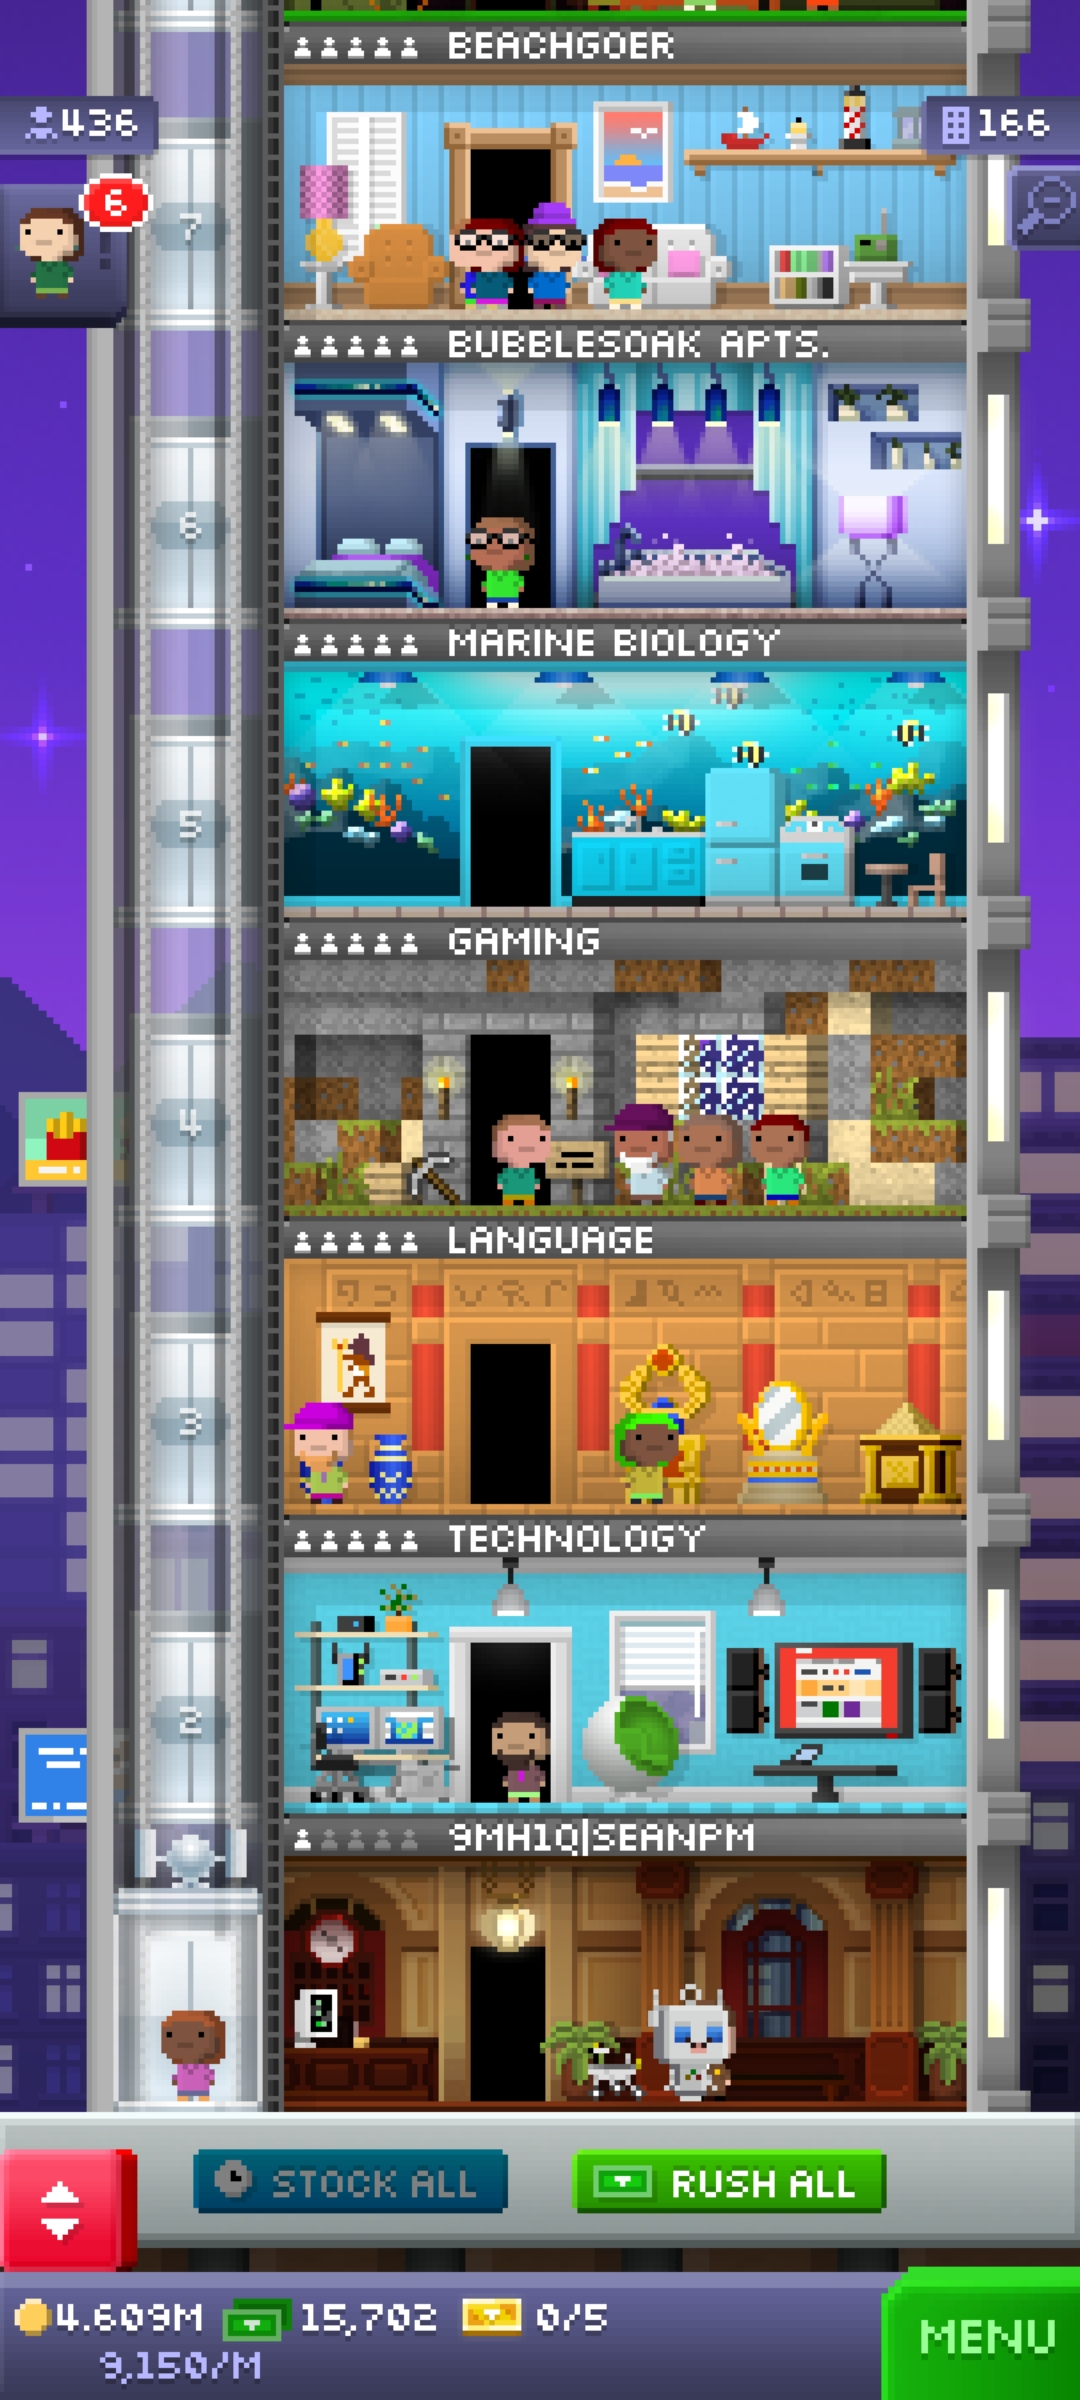 BEACHGOER
436
166
6
7
BUBBLESOAK APTS.
6
MARINE BIOLOGY
5
GAMING
4
LANGUAGE
3
TECHNOLOGY
2
9MH1Q|SEANPM
STOCK ALL
RUSH ALL
4.609M 15,702 0/5
9,150/M
MENU